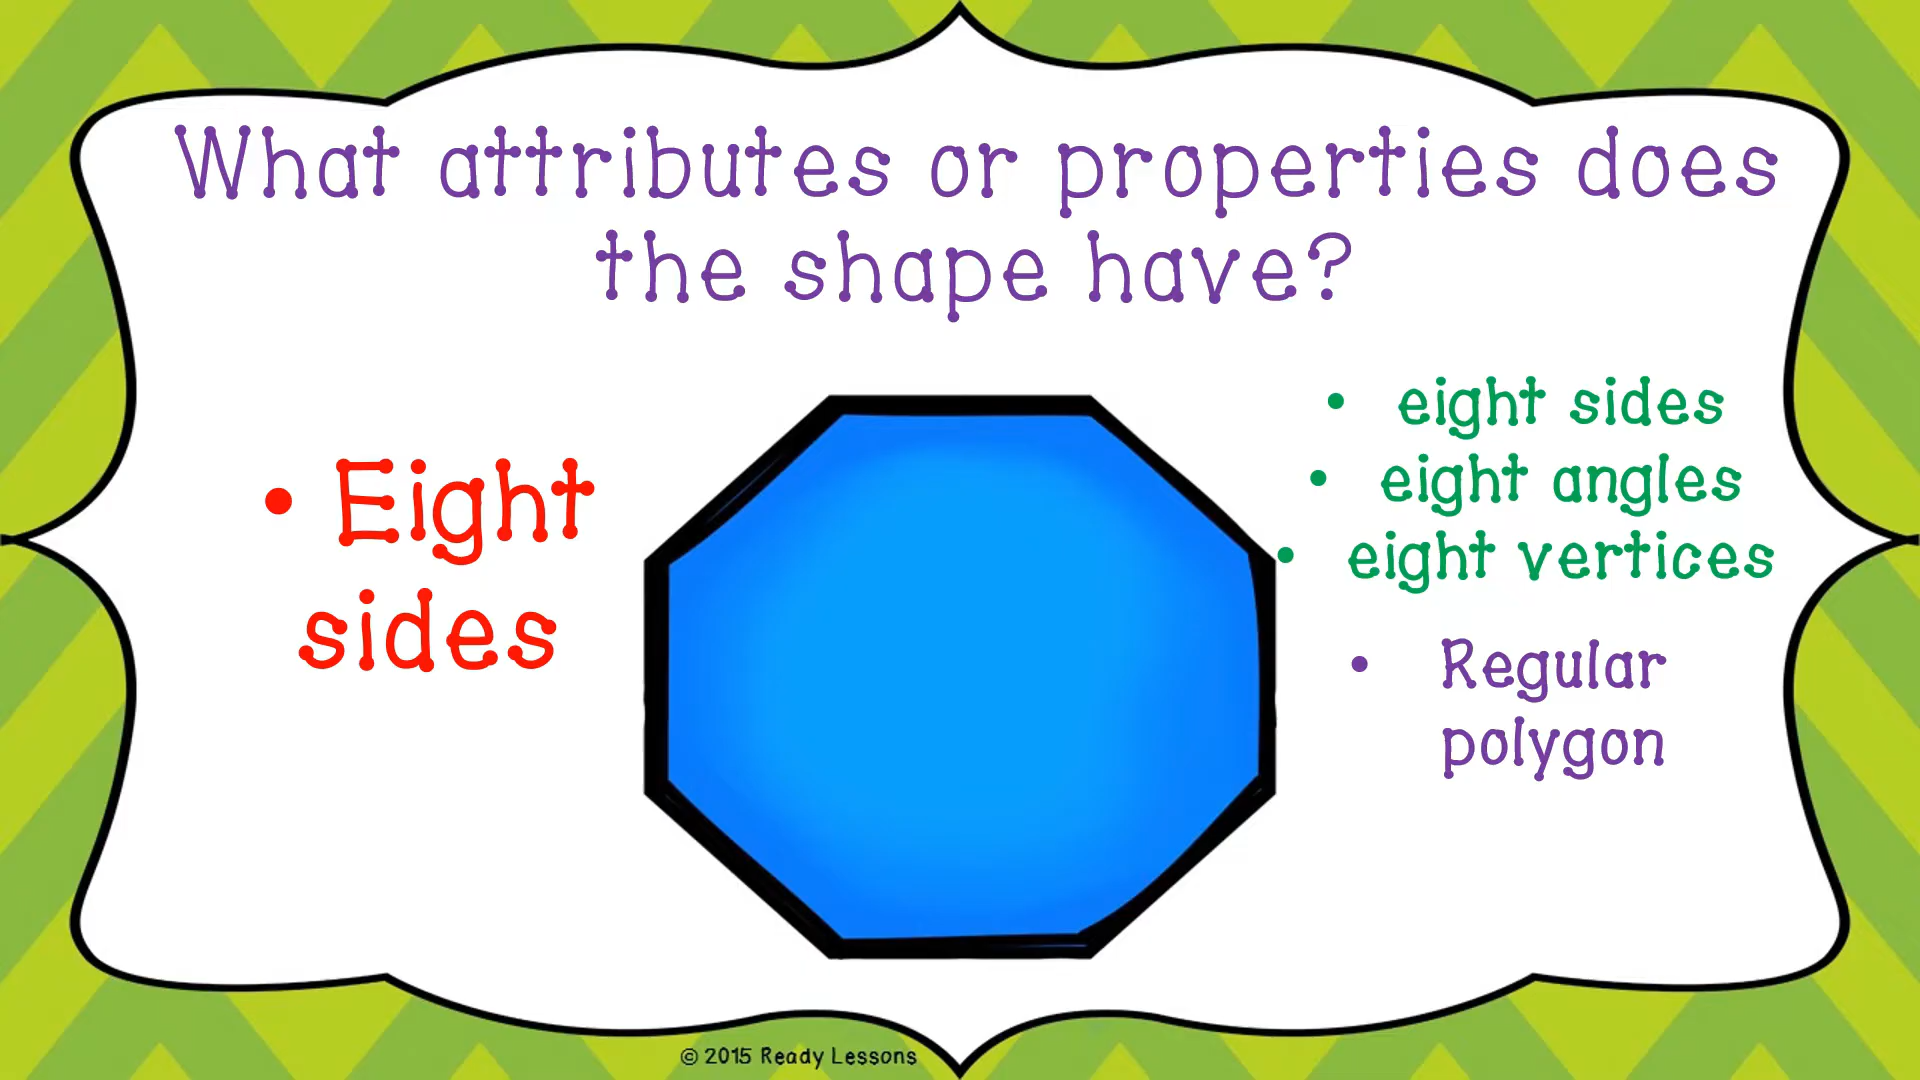 What attributes or properties does
the shape have?
• Eight
sides
• eight sides
• eight angles
• eight vertices
• Regular
polygon
© 2015 Ready Lessons